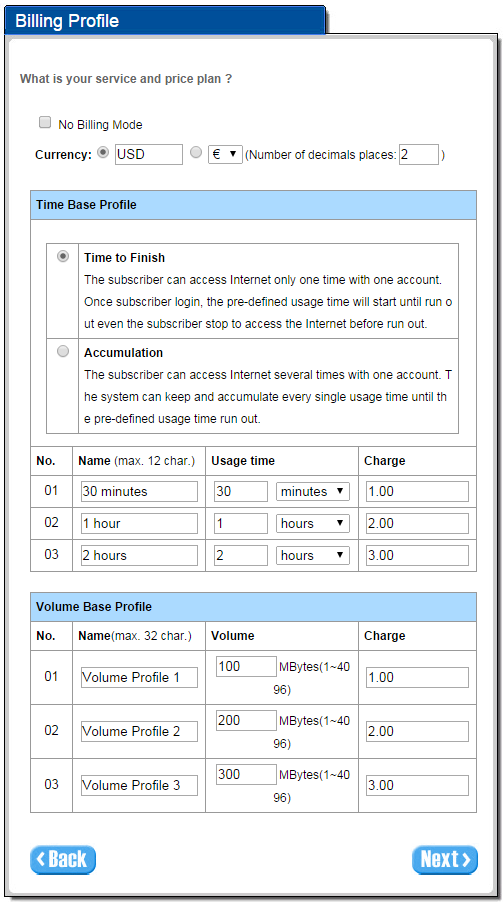 Billing Profile
What is your service and price plan ?
No Billing Mode
Currency: USD € (Number of decimals places: 2 )
Time Base Profile
Time to Finish
The subscriber can access Internet only one time with one account.
Once subscriber login, the pre-defined usage time will start until run o
ut even the subscriber stop to access the Internet before run out.
Accumulation
The subscriber can access Internet several times with one account. T
he system can keep and accumulate every single usage time until th
e pre-defined usage time run out.
No. Name (max. 12 char.) Usage time Charge
01 30 minutes 30 minutes 1.00
02 1 hour 1 hours 2.00
03 2 hours 2 hours 3.00
Volume Base Profile
No. Name(max. 32 char.) Volume Charge
01 Volume Profile 1 100 MBytes(1~40
96) 1.00
02 Volume Profile 2 200 MBytes(1~40
96) 2.00
03 Volume Profile 3 300 MBytes(1~40
96) 3.00
Back Next